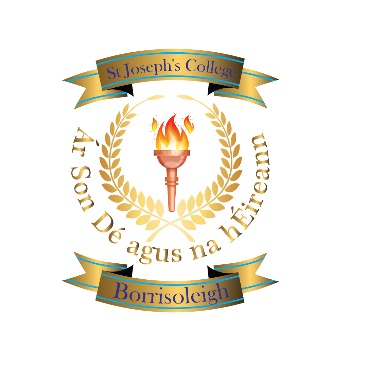 St Joseph's College
Ár Son Dé agus na hÉireann
Borrisoleigh